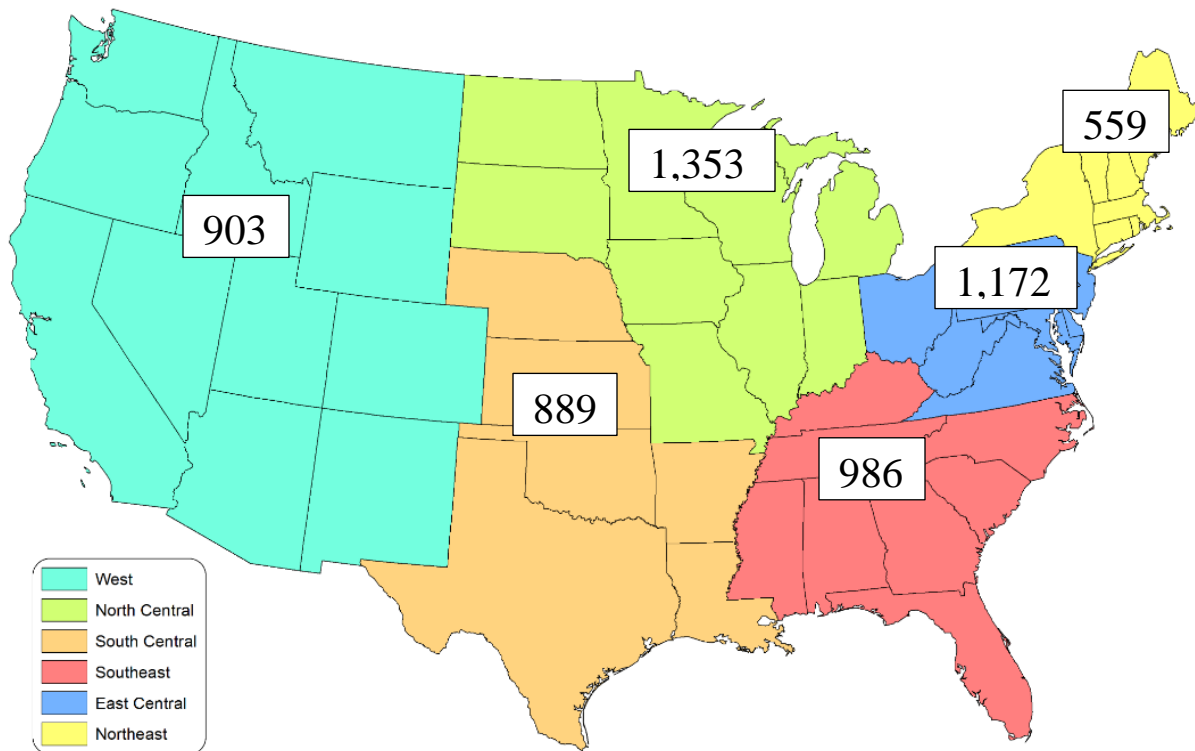 559
1,353
903
1,172
889
986
West
North Central
South Central
Southeast
East Central
Northeast